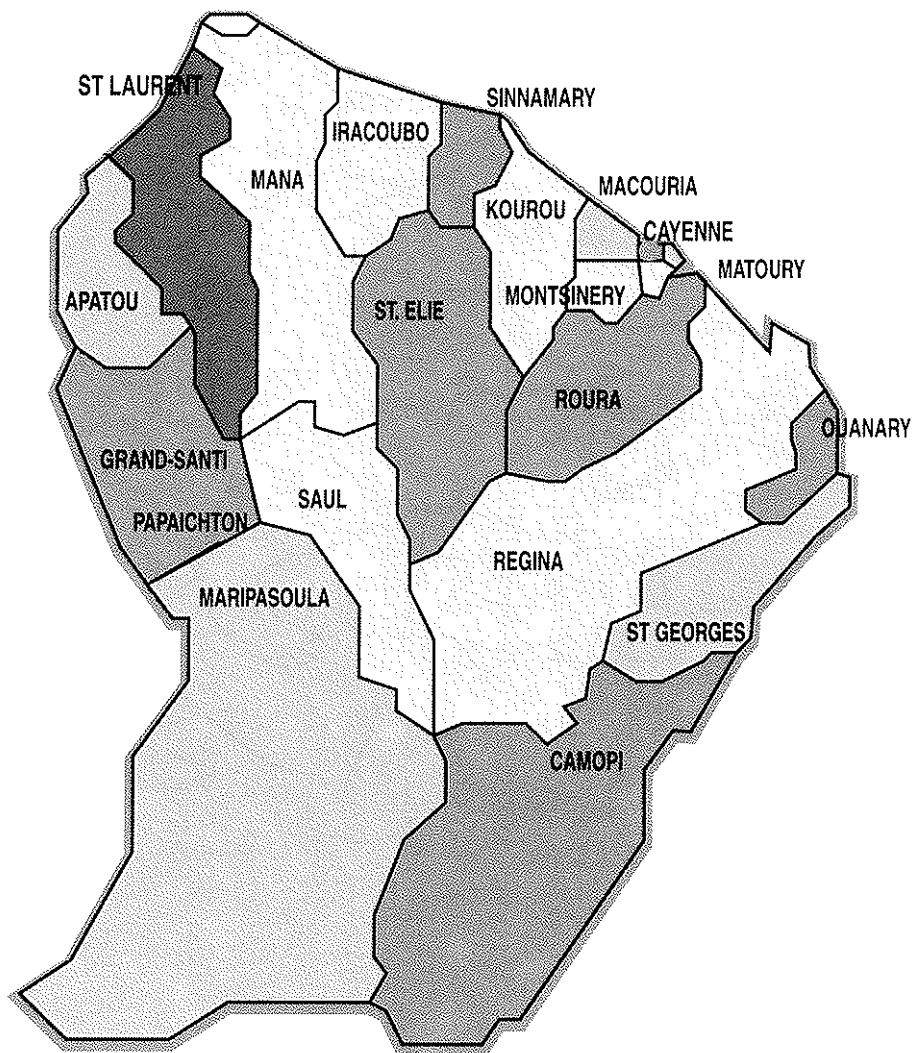 ST LAURENT
SINNAMARY
IRACOUBO
MANA
MACOURIA
KOUROU
CAYENNE
MATOURY
APATOU
MONTSINERY
ST. ELIE
ROURA
OUANARY
GRAND-SANTI
SAUL
PAPAICHTON
REGINA
MARIPASOULA
ST GEORGES
CAMOPI